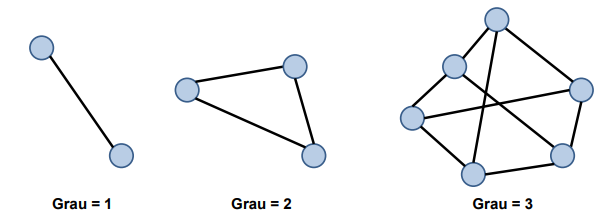 Grau = 1
Grau = 2
Grau = 3